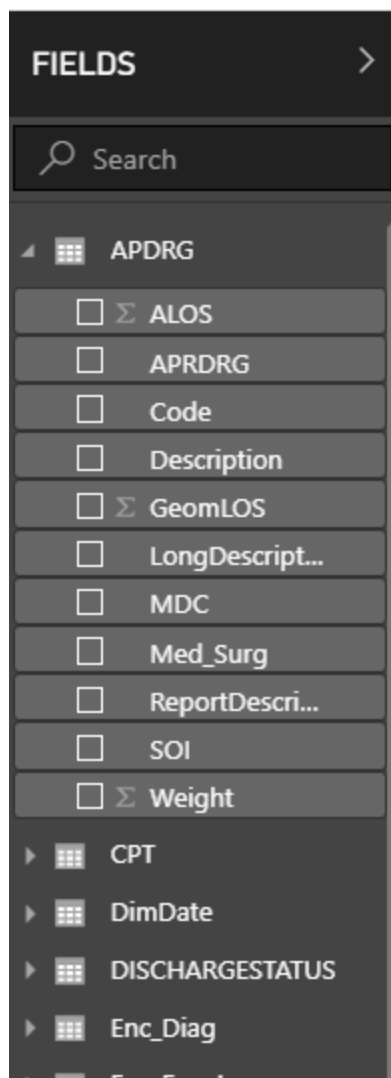 FIELDS
Search
APDRG
Σ ALOS
APRDRG
Code
Description
Σ GeomLOS
LongDescript...
MDC
Med_Surg
ReportDescri...
SOI
Σ Weight
CPT
DimDate
DISCHARGESTATUS
Enc_Diag